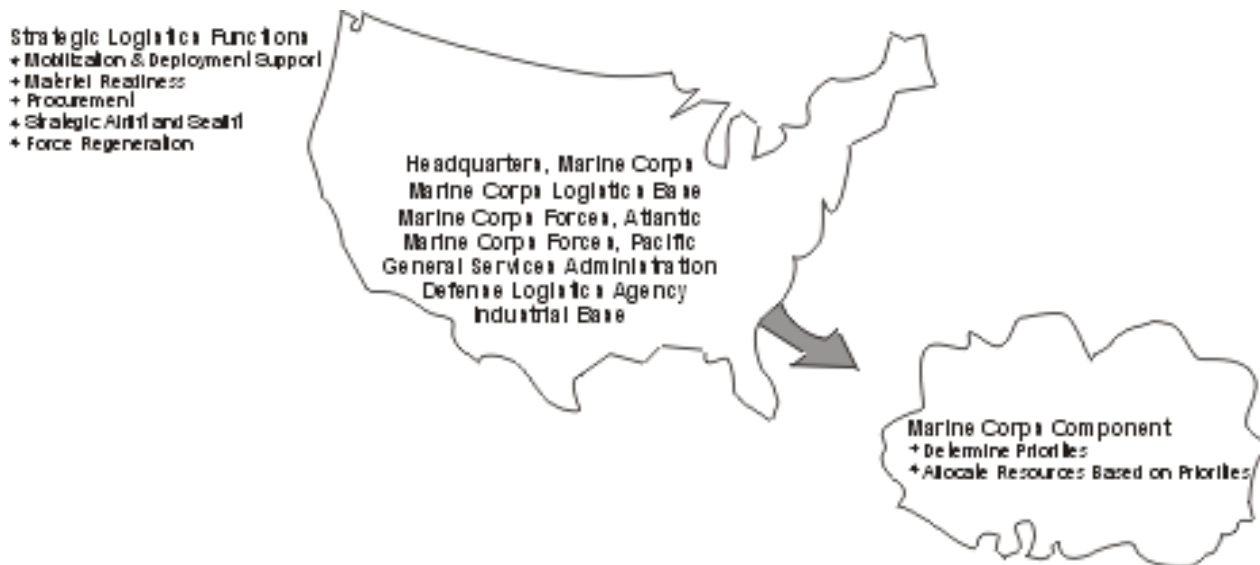 Strategic Logistics Functions
+ Mobilization & Deployment Support
+ Materiel Readiness
+ Procurement
+ Strategic Airlift and Sealift
+ Force Regeneration
Headquarters, Marine Corps
Marine Corps Logistics Base
Marine Corps Forces, Atlantic
Marine Corps Forces, Pacific
General Services Administration
Defense Logistics Agency
Industrial Base
Marine Corps Component
+ Determine Priorities
+ Allocate Resources Based on Priorities